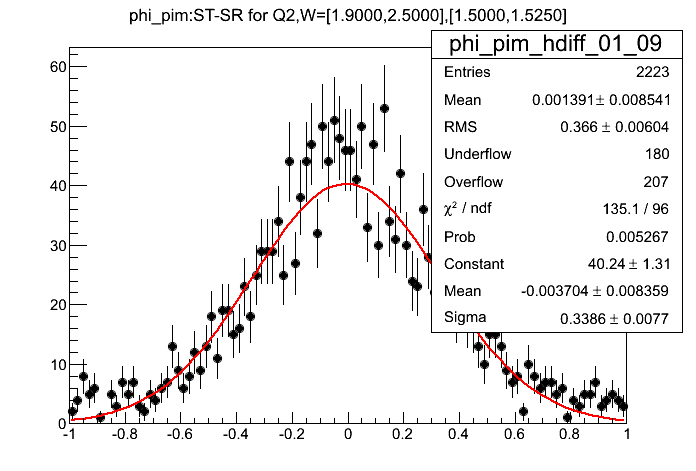 phi_pim:ST-SR for Q2,W=[1.9000,2.5000],[1.5000,1.5250]
phi_pim_hdiff_01_09
Entries 2223
Mean 0.001391 ± 0.008541
RMS 0.366 ± 0.00604
Underflow 180
Overflow 207
χ² / ndf 135.1 / 96
Prob 0.005267
Constant 40.24 ± 1.31
Mean -0.003704 ± 0.008359
Sigma 0.3386 ± 0.0077
60
50
40
30
20
10
0
-1 -0.8 -0.6 -0.4 -0.2 0 0.2 0.4 0.6 0.8 1